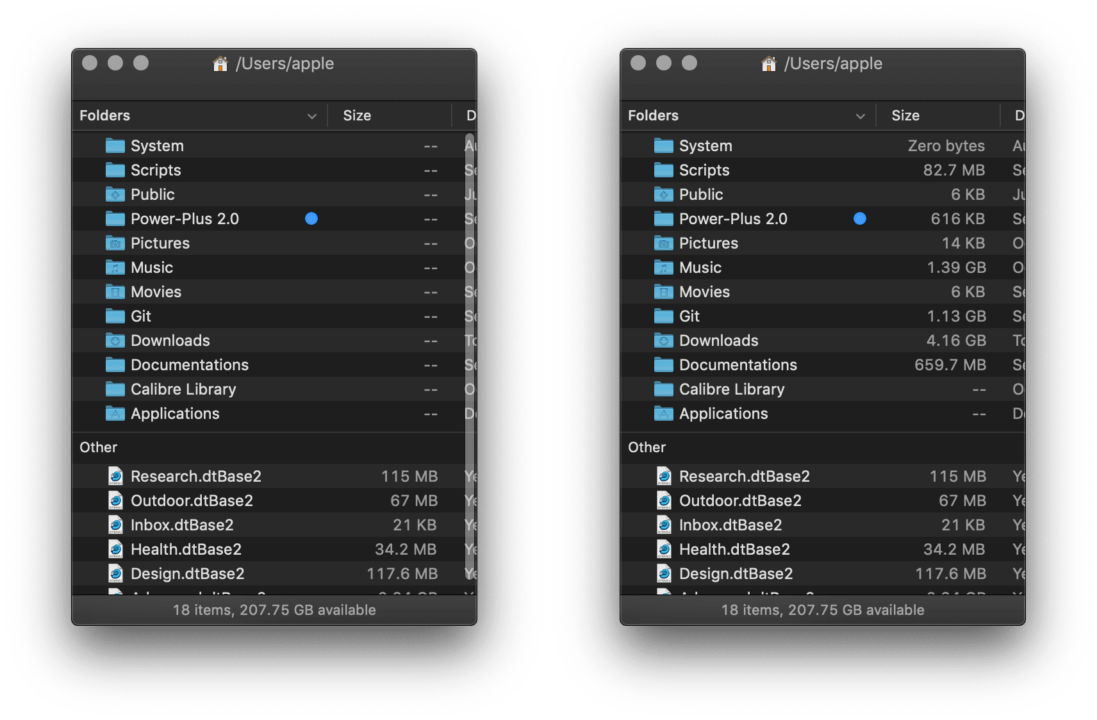 /Users/apple
Folders Size
System --
Scripts --
Public --
Power-Plus 2.0 --
Pictures --
Music --
Movies --
Git --
Downloads --
Documentations --
Calibre Library --
Applications --
Other
Research.dtBase2 115 MB
Outdoor.dtBase2 67 MB
Inbox.dtBase2 21 KB
Health.dtBase2 34.2 MB
Design.dtBase2 117.6 MB
18 items, 207.75 GB available
/Users/apple
Folders Size
System Zero bytes
Scripts 82.7 MB
Public 6 KB
Power-Plus 2.0 616 KB
Pictures 14 KB
Music 1.39 GB
Movies 6 KB
Git 1.13 GB
Downloads 4.16 GB
Documentations 659.7 MB
Calibre Library --
Applications --
Other
Research.dtBase2 115 MB
Outdoor.dtBase2 67 MB
Inbox.dtBase2 21 KB
Health.dtBase2 34.2 MB
Design.dtBase2 117.6 MB
18 items, 207.75 GB available